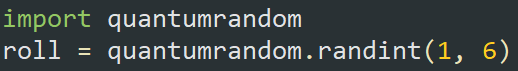 import quantumrandom
roll = quantumrandom.randint(1, 6)